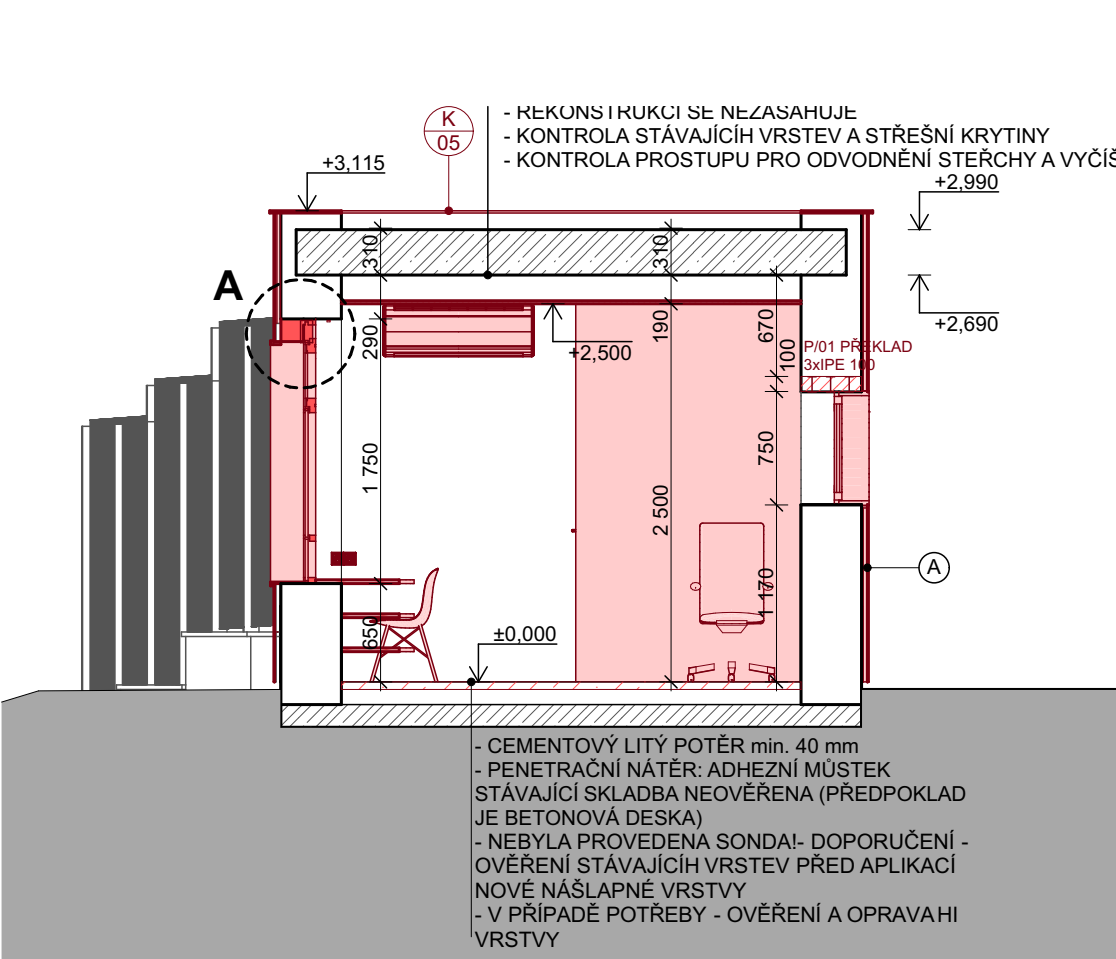 - REKONSTRUKCÍ SE NEZASAHUJE
- KONTROLA STÁVAJÍCÍH VRSTEV A STŘEŠNÍ KRYTINY
- KONTROLA PROSTUPU PRO ODVODNĚNÍ STEŘCHY A VYČÍŠ
K
05
+3,115
+2,990
310
310
A
290
+2,500
190
670
100
+2,690
P/01 PŘEKLAD
3xIPE 100
1 750
2 500
750
A
1 170
650
±0,000
- CEMENTOVÝ LITÝ POTĚR min. 40 mm
- PENETRAČNÍ NÁTĚR: ADHEZNÍ MŮSTEK
STÁVAJÍCÍ SKLADBA NEOVĚŘENA (PŘEDPOKLAD
JE BETONOVÁ DESKA)
- NEBYLA PROVEDENA SONDA!- DOPORUČENÍ -
OVĚŘENÍ STÁVAJÍCÍH VRSTEV PŘED APLIKACÍ
NOVÉ NÁŠLAPNÉ VRSTVY
- V PŘÍPADĚ POTŘEBY - OVĚŘENÍ A OPRAVA HI
VRSTVY